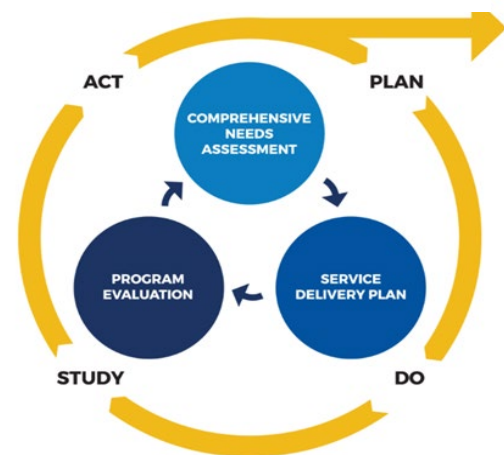 ACT
PLAN
COMPREHENSIVE
NEEDS
ASSESSMENT
PROGRAM
EVALUATION
SERVICE
DELIVERY PLAN
STUDY
DO